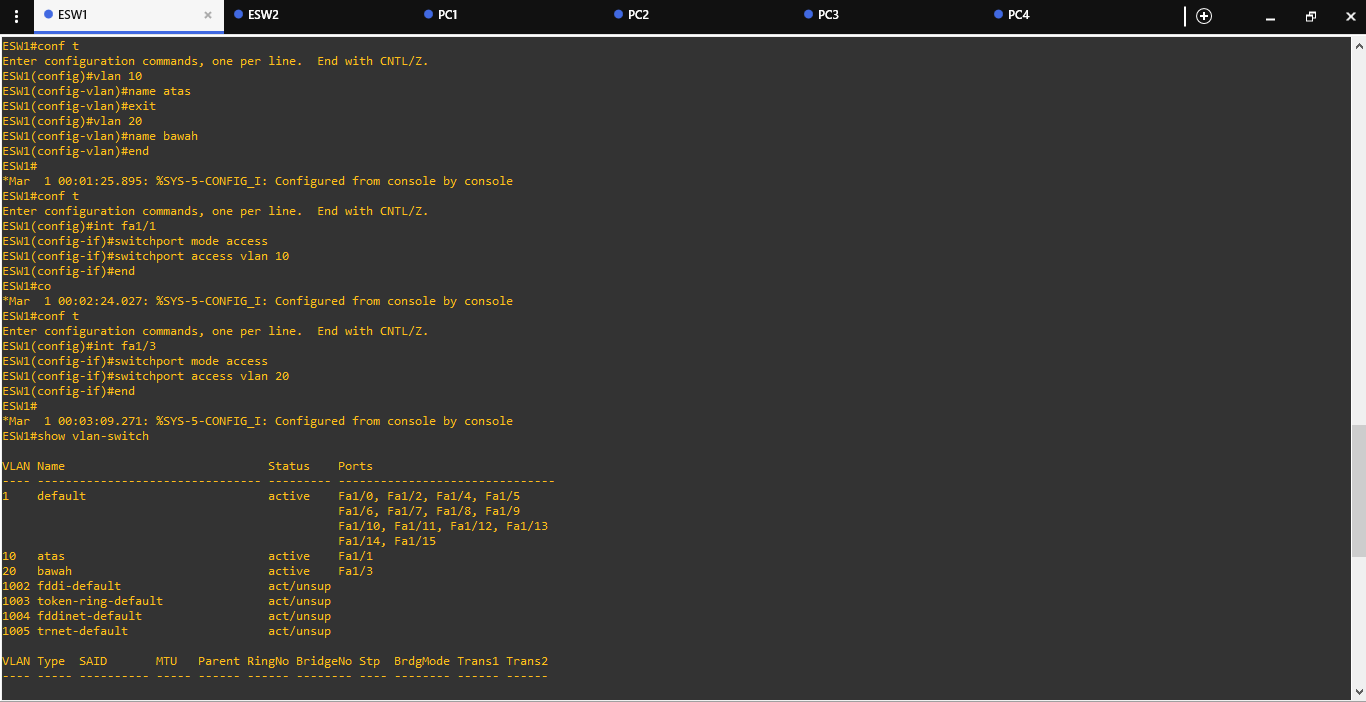 ESW1 ESW2 PC1 PC2 PC3 PC4
ESW1#conf t
Enter configuration commands, one per line.  End with CNTL/Z.
ESW1(config)#vlan 10
ESW1(config-vlan)#name atas
ESW1(config-vlan)#exit
ESW1(config)#vlan 20
ESW1(config-vlan)#name bawah
ESW1(config-vlan)#end
ESW1#
*Mar  1 00:01:25.895: %SYS-5-CONFIG_I: Configured from console by console
ESW1#conf t
Enter configuration commands, one per line.  End with CNTL/Z.
ESW1(config)#int fa1/1
ESW1(config-if)#switchport mode access
ESW1(config-if)#switchport access vlan 10
ESW1(config-if)#end
ESW1#co
*Mar  1 00:02:24.027: %SYS-5-CONFIG_I: Configured from console by console
ESW1#conf t
Enter configuration commands, one per line.  End with CNTL/Z.
ESW1(config)#int fa1/3
ESW1(config-if)#switchport mode access
ESW1(config-if)#switchport access vlan 20
ESW1(config-if)#end
ESW1#
*Mar  1 00:03:09.271: %SYS-5-CONFIG_I: Configured from console by console
ESW1#show vlan-switch
VLAN Name                             Status    Ports
---- -------------------------------- --------- -------------------------------
1    default                          active    Fa1/0, Fa1/2, Fa1/4, Fa1/5
                                                Fa1/6, Fa1/7, Fa1/8, Fa1/9
                                                Fa1/10, Fa1/11, Fa1/12, Fa1/13
                                                Fa1/14, Fa1/15
10   atas                             active    Fa1/1
20   bawah                            active    Fa1/3
1002 fddi-default                     act/unsup
1003 token-ring-default               act/unsup
1004 fddinet-default                  act/unsup
1005 trnet-default                    act/unsup
VLAN Type  SAID       MTU   Parent RingNo BridgeNo Stp  BrdgMode Trans1 Trans2
---- ----- ---------- ----- ------ ------ -------- ---- -------- ------ ------